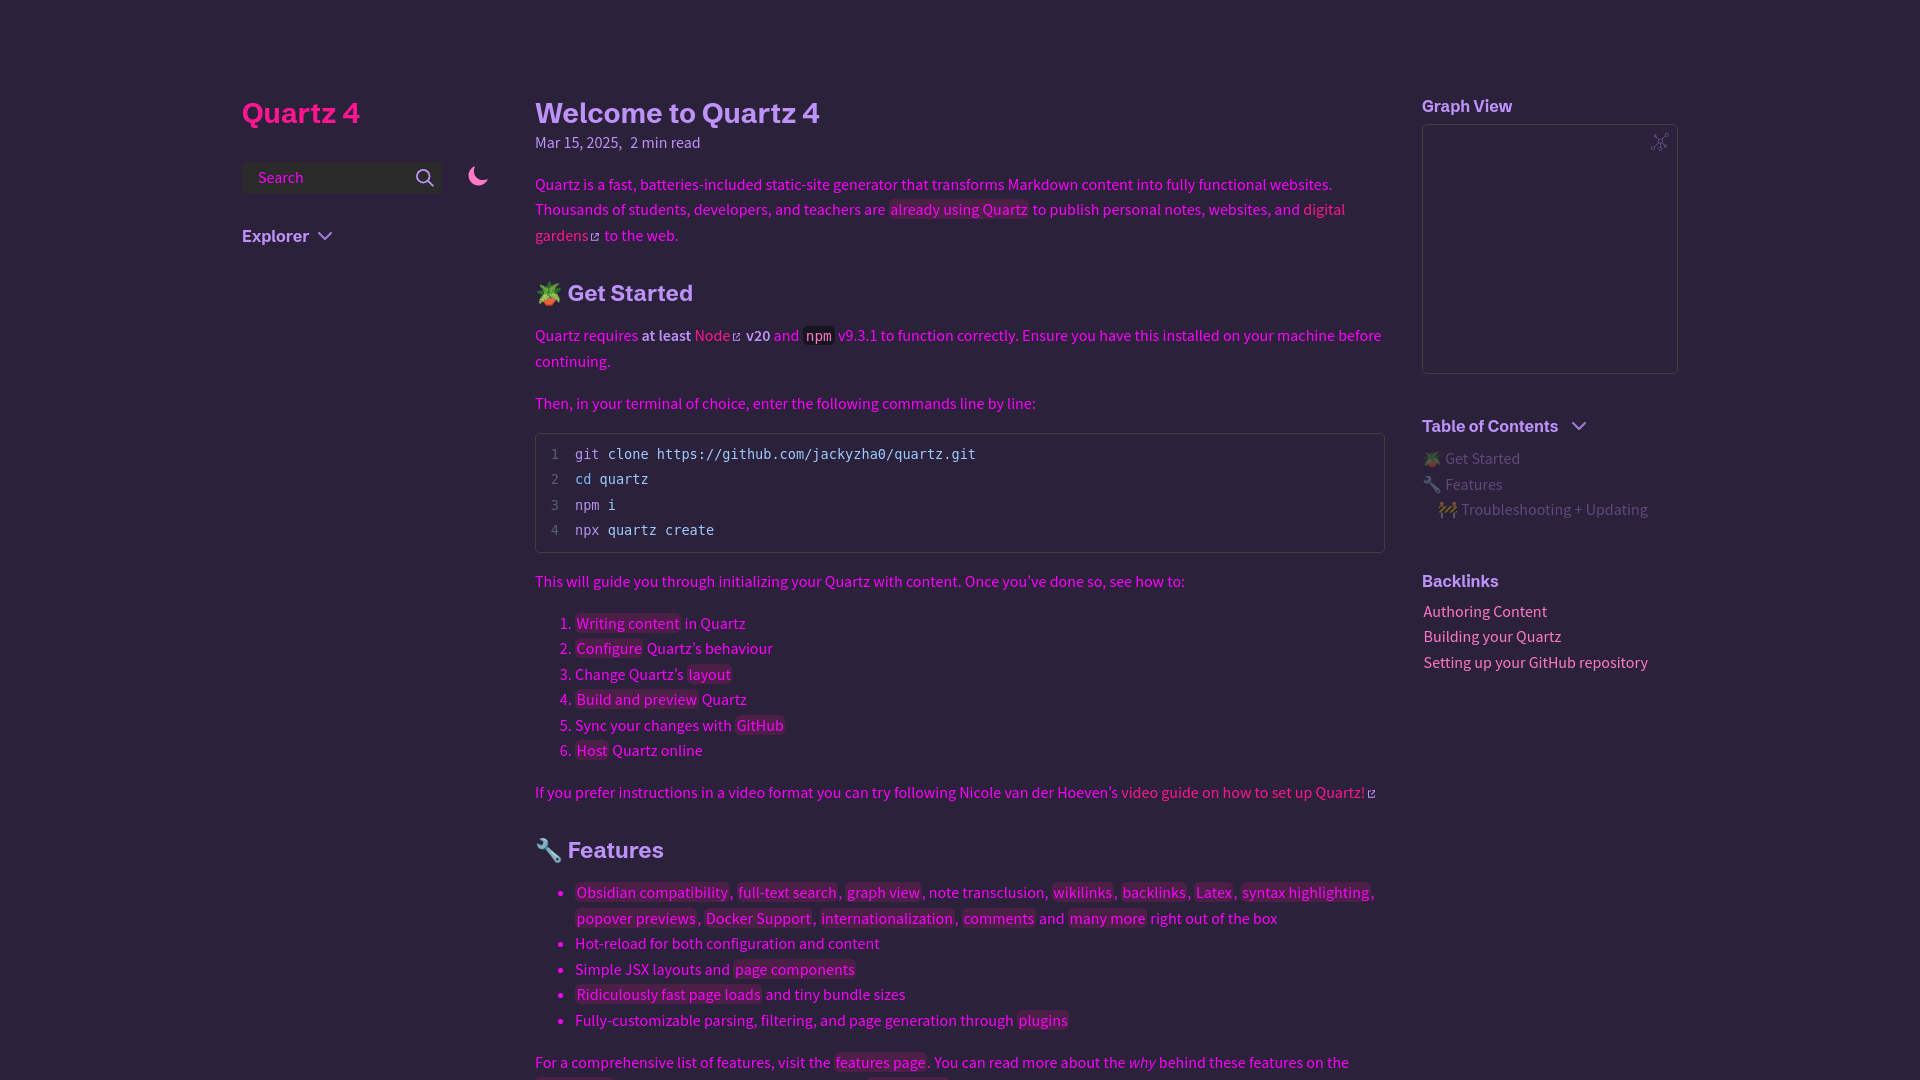 Quartz 4
Search
Explorer
Welcome to Quartz 4
Mar 15, 2025, 2 min read
Quartz is a fast, batteries-included static-site generator that transforms Markdown content into fully functional websites.
Thousands of students, developers, and teachers are already using Quartz to publish personal notes, websites, and digital
gardens to the web.
🪴 Get Started
Quartz requires at least Node v20 and npm v9.3.1 to function correctly. Ensure you have this installed on your machine before
continuing.
Then, in your terminal of choice, enter the following commands line by line:
1 git clone https://github.com/jackyzha0/quartz.git
2 cd quartz
3 npm i
4 npx quartz create
This will guide you through initializing your Quartz with content. Once you’ve done so, see how to:
1. Writing content in Quartz
2. Configure Quartz’s behaviour
3. Change Quartz’s layout
4. Build and preview Quartz
5. Sync your changes with GitHub
6. Host Quartz online
If you prefer instructions in a video format you can try following Nicole van der Hoeven’s video guide on how to set up Quartz!
🔧 Features
• Obsidian compatibility, full-text search, graph view, note transclusion, wikilinks, backlinks, Latex, syntax highlighting,
popover previews, Docker Support, internationalization, comments and many more right out of the box
• Hot-reload for both configuration and content
• Simple JSX layouts and page components
• Ridiculously fast page loads and tiny bundle sizes
• Fully-customizable parsing, filtering, and page generation through plugins
For a comprehensive list of features, visit the features page. You can read more about the why behind these features on the
Graph View
Table of Contents
🪴 Get Started
🔧 Features
🚧 Troubleshooting + Updating
Backlinks
Authoring Content
Building your Quartz
Setting up your GitHub repository